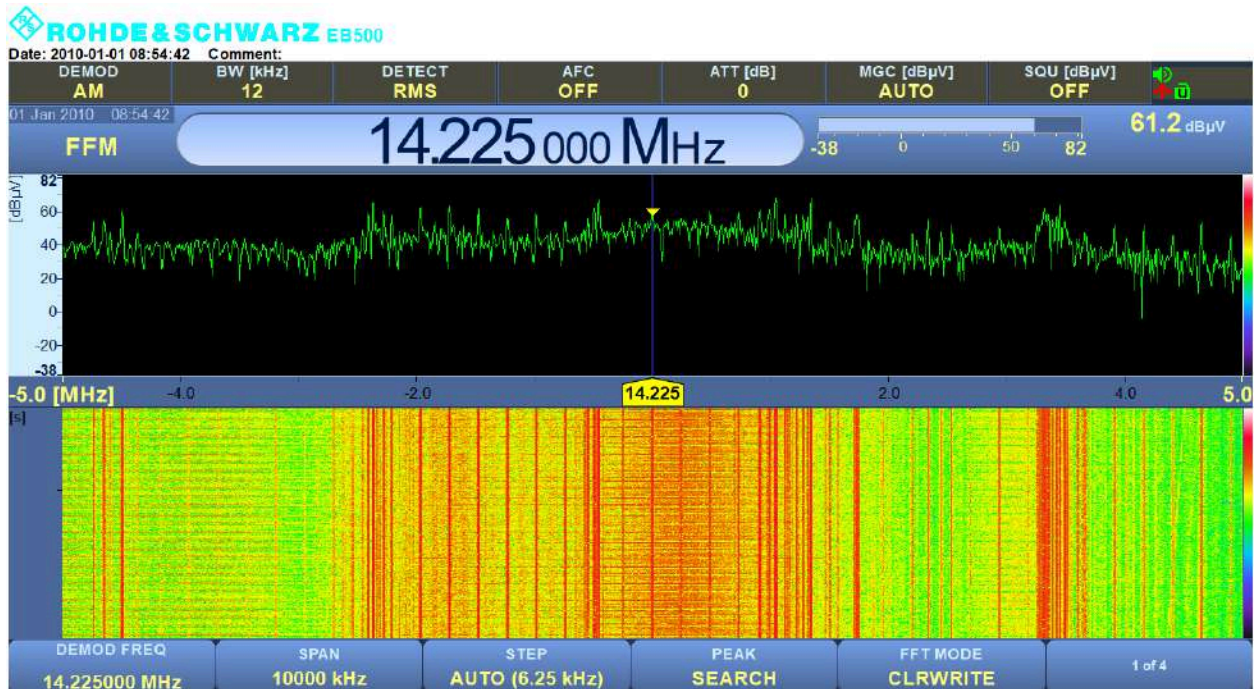 ROHDE&SCHWARZ EB500
Date: 2010-01-01 08:54:42 Comment:
DEMOD BW [kHz] DETECT AFC ATT [dB] MGC [dBµV] SQU [dBµV]
AM 12 RMS OFF 0 AUTO OFF
01 Jan 2010 08:54:42
FFM 14.225 000 MHz -38 0 50 82 61.2 dBµV
[dBµV]
82
60
40
20
0
-20
-38
-5.0 [MHz] -4.0 -2.0 14.225 2.0 4.0 5.0
[s]
DEMOD FREQ SPAN STEP PEAK FFT MODE 1 of 4
14.225000 MHz 10000 kHz AUTO (6.25 kHz) SEARCH CLRWRITE